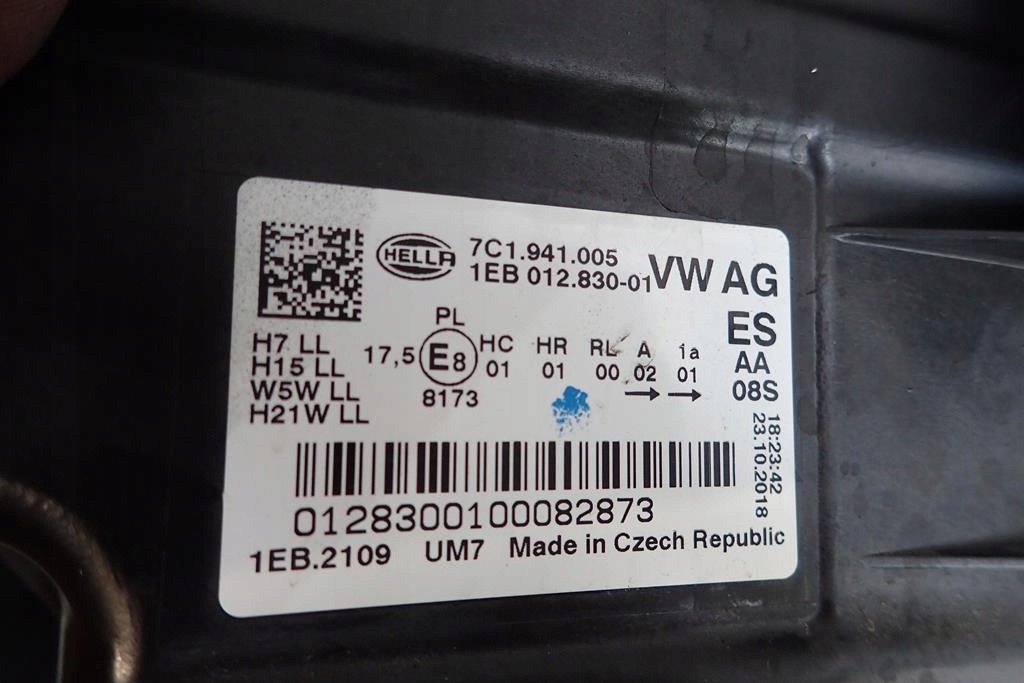 HELLA
7C1.941.005
1EB 012.830-01
VW AG
ES
AA
08S
H7 LL
H15 LL
W5W LL
H21W LL
17,5
PL
E8
8173
HC HR RL A 1a
01 01 00 02 01
→ →
18:23:42
23.10.2018
0128300100082873
1EB.2109 UM7 Made in Czech Republic